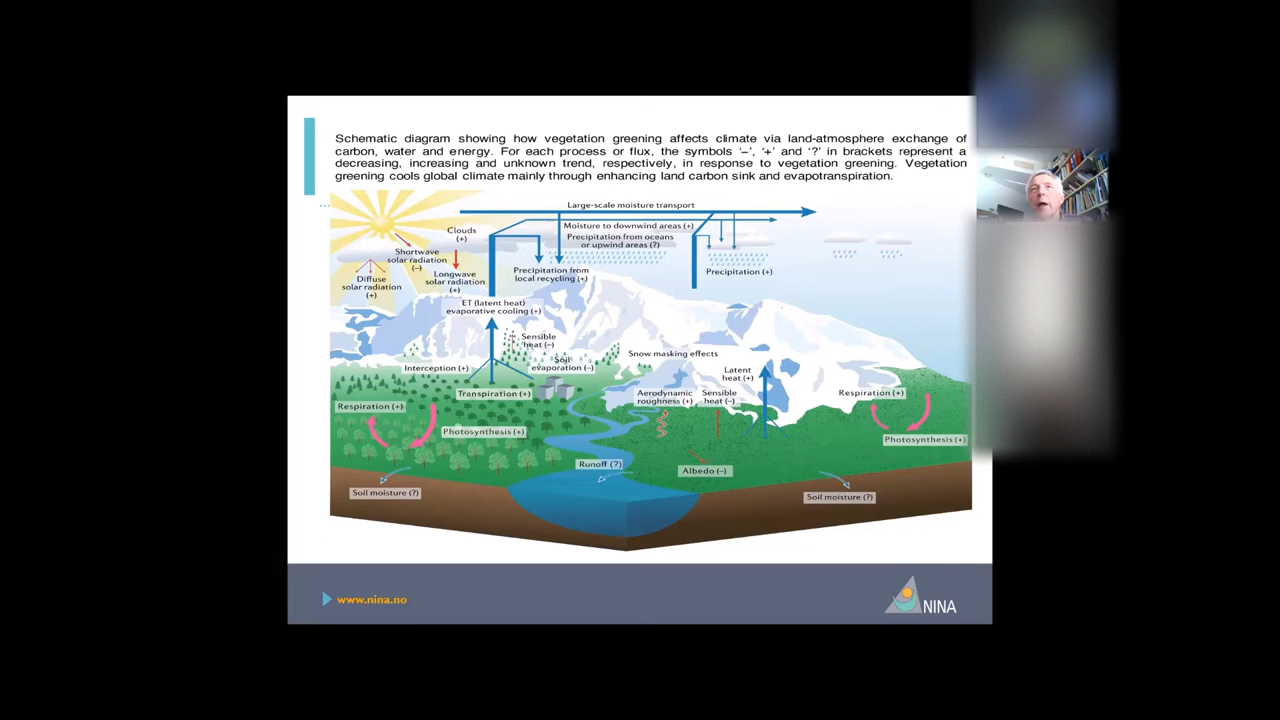 Schematic diagram showing how vegetation greening affects climate via land-atmosphere exchange of
carbon, water and energy. For each process or flux, the symbols ‘–’, ‘+’ and ‘?’ in brackets represent a
decreasing, increasing and unknown trend, respectively, in response to vegetation greening. Vegetation
greening cools global climate mainly through enhancing land carbon sink and evapotranspiration.
Large-scale moisture transport
Clouds
(+)
Moisture to downwind areas (+)
Precipitation from oceans
or upwind areas (?)
Shortwave
solar radiation
(–)
Diffuse
solar radiation
(+)
Longwave
solar radiation
(+)
Precipitation from
local recycling (+)
Precipitation (+)
ET (latent heat)
evaporative cooling (+)
Sensible
heat (–)
Soil
evaporation (–)
Snow masking effects
Interception (+)
Latent
heat (+)
Transpiration (+)
Aerodynamic
roughness (+)
Sensible
heat (–)
Respiration (+)
Respiration (+)
Photosynthesis (+)
Photosynthesis (+)
Runoff (?)
Albedo (–)
Soil moisture (?)
Soil moisture (?)
www.nina.no
NINA